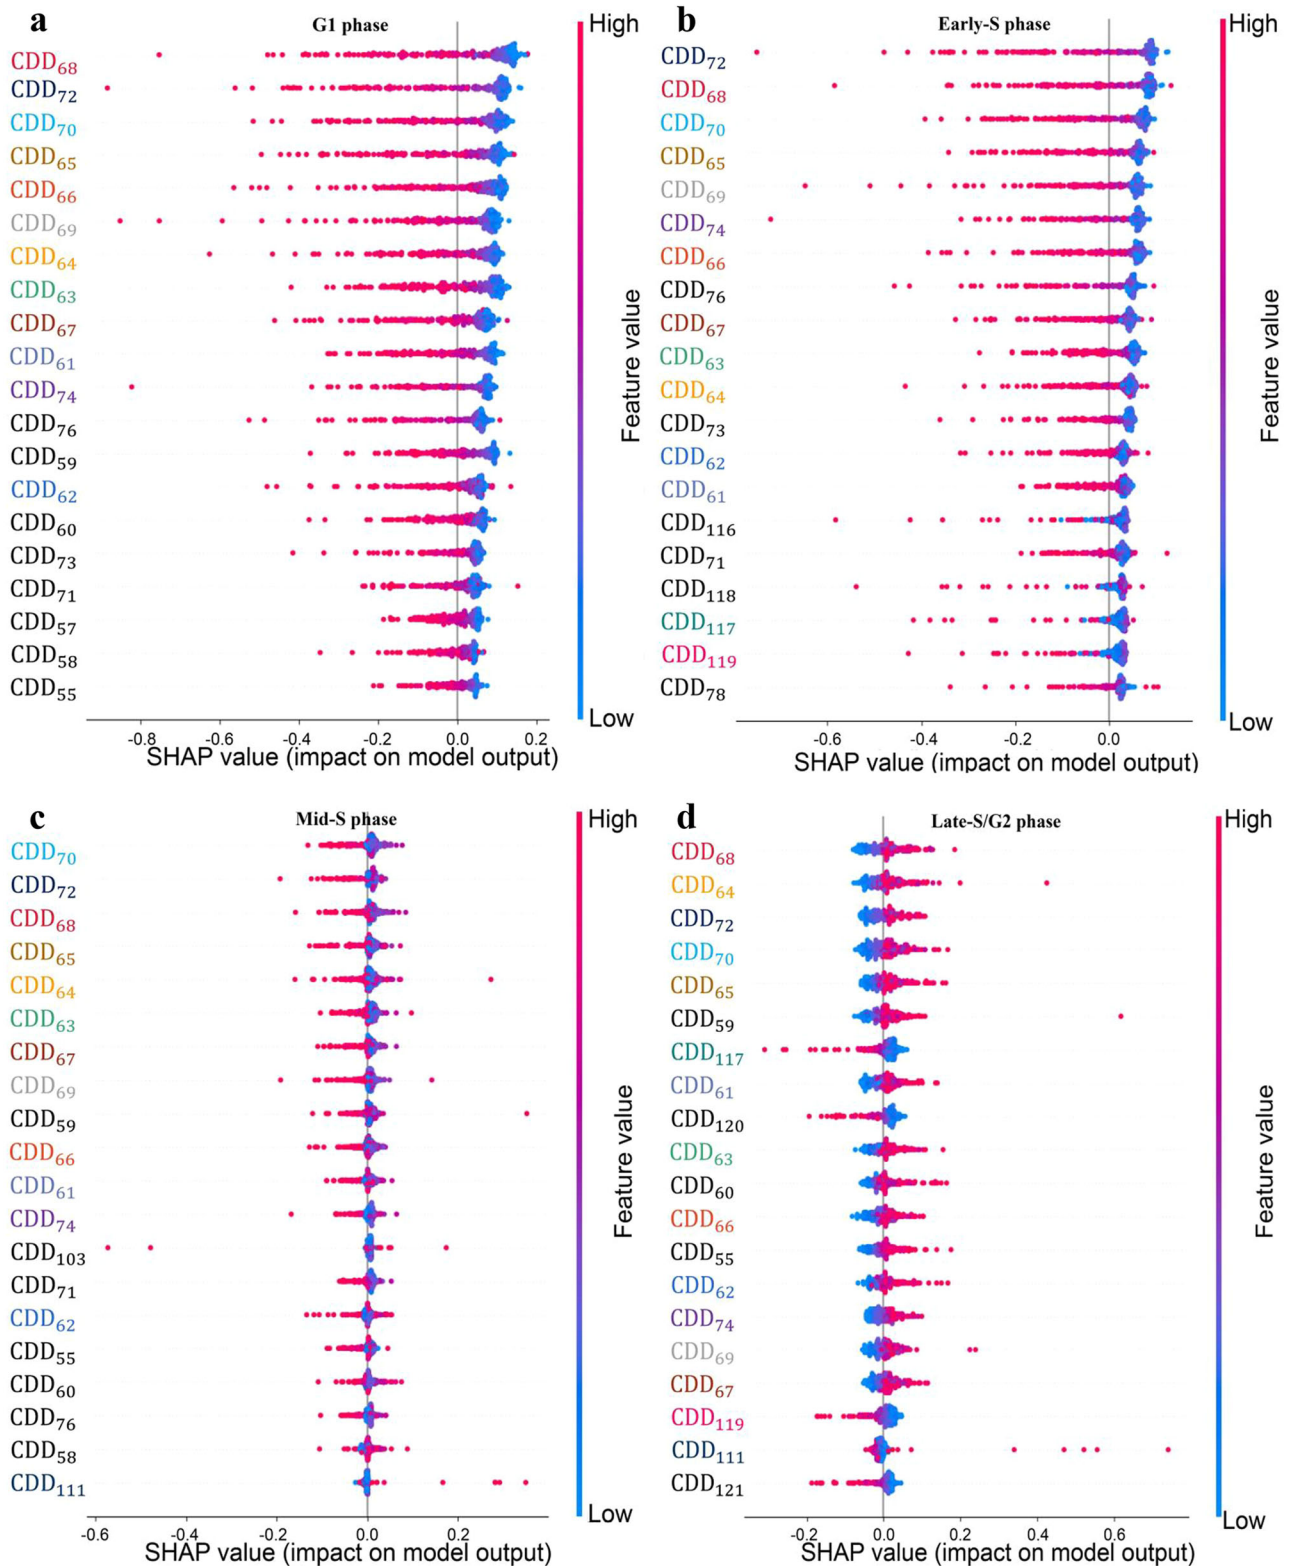 a
G1 phase
High
CDD68
CDD72
CDD70
CDD65
CDD66
CDD69
CDD64
CDD63
CDD67
CDD61
CDD74
CDD76
CDD59
CDD62
CDD60
CDD73
CDD71
CDD57
CDD58
CDD55
Feature value
Low
-0.8 -0.6 -0.4 -0.2 0.0 0.2
SHAP value (impact on model output)
b
Early-S phase
High
CDD72
CDD68
CDD70
CDD65
CDD69
CDD74
CDD66
CDD76
CDD67
CDD63
CDD64
CDD73
CDD62
CDD61
CDD116
CDD71
CDD118
CDD117
CDD119
CDD78
Feature value
Low
-0.6 -0.4 -0.2 0.0
SHAP value (impact on model output)
c
Mid-S phase
High
CDD70
CDD72
CDD68
CDD65
CDD64
CDD63
CDD67
CDD69
CDD59
CDD66
CDD61
CDD74
CDD103
CDD71
CDD62
CDD55
CDD60
CDD76
CDD58
CDD111
Feature value
Low
-0.6 -0.4 -0.2 0.0 0.2
SHAP value (impact on model output)
d
Late-S/G2 phase
High
CDD68
CDD64
CDD72
CDD70
CDD65
CDD59
CDD117
CDD61
CDD120
CDD63
CDD60
CDD66
CDD55
CDD62
CDD74
CDD69
CDD67
CDD119
CDD111
CDD121
Feature value
Low
-0.2 0.0 0.2 0.4 0.6
SHAP value (impact on model output)